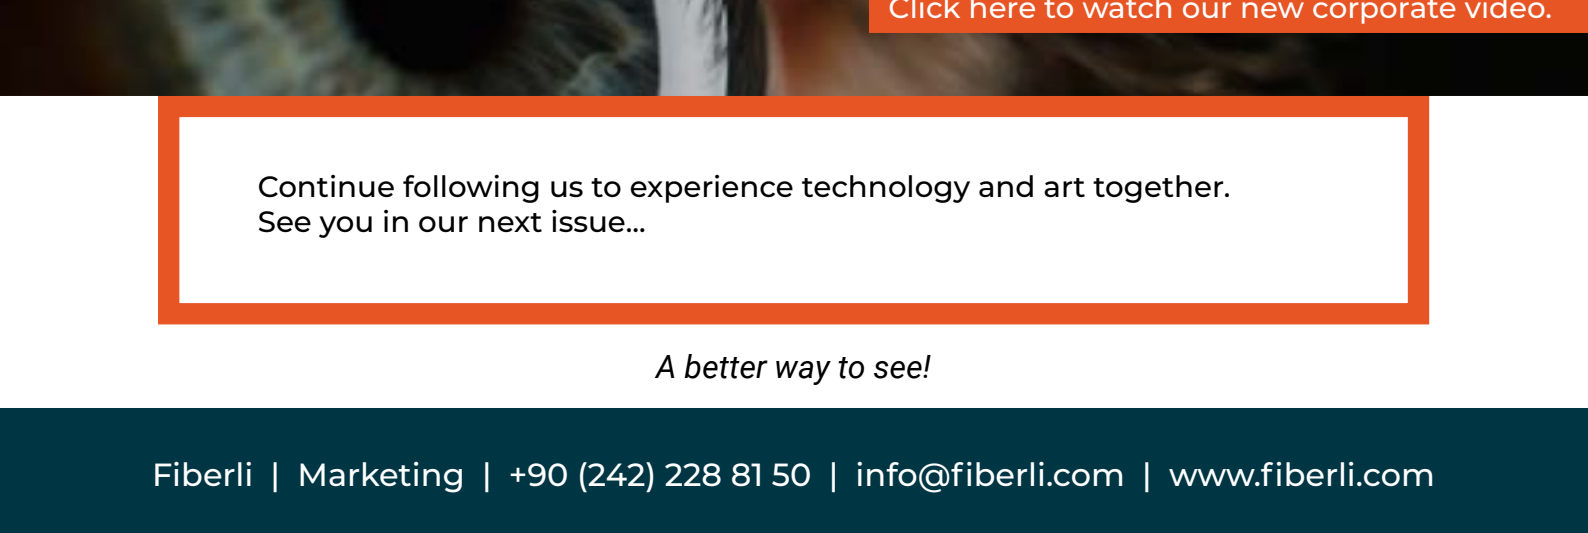 Click here to watch our new corporate video.
Continue following us to experience technology and art together.
See you in our next issue...
A better way to see!
Fiberli | Marketing | +90 (242) 228 81 50 | info@fiberli.com | www.fiberli.com